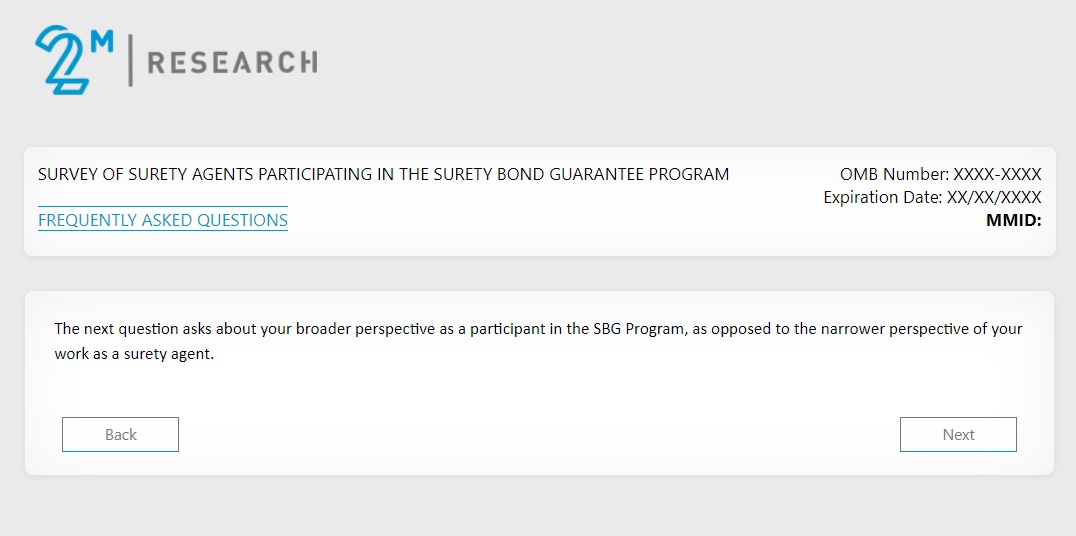 2M | RESEARCH
SURVEY OF SURETY AGENTS PARTICIPATING IN THE SURETY BOND GUARANTEE PROGRAM
OMB Number: XXXX-XXXX
Expiration Date: XX/XX/XXXX
FREQUENTLY ASKED QUESTIONS
MMID:
The next question asks about your broader perspective as a participant in the SBG Program, as opposed to the narrower perspective of your
work as a surety agent.
Back
Next